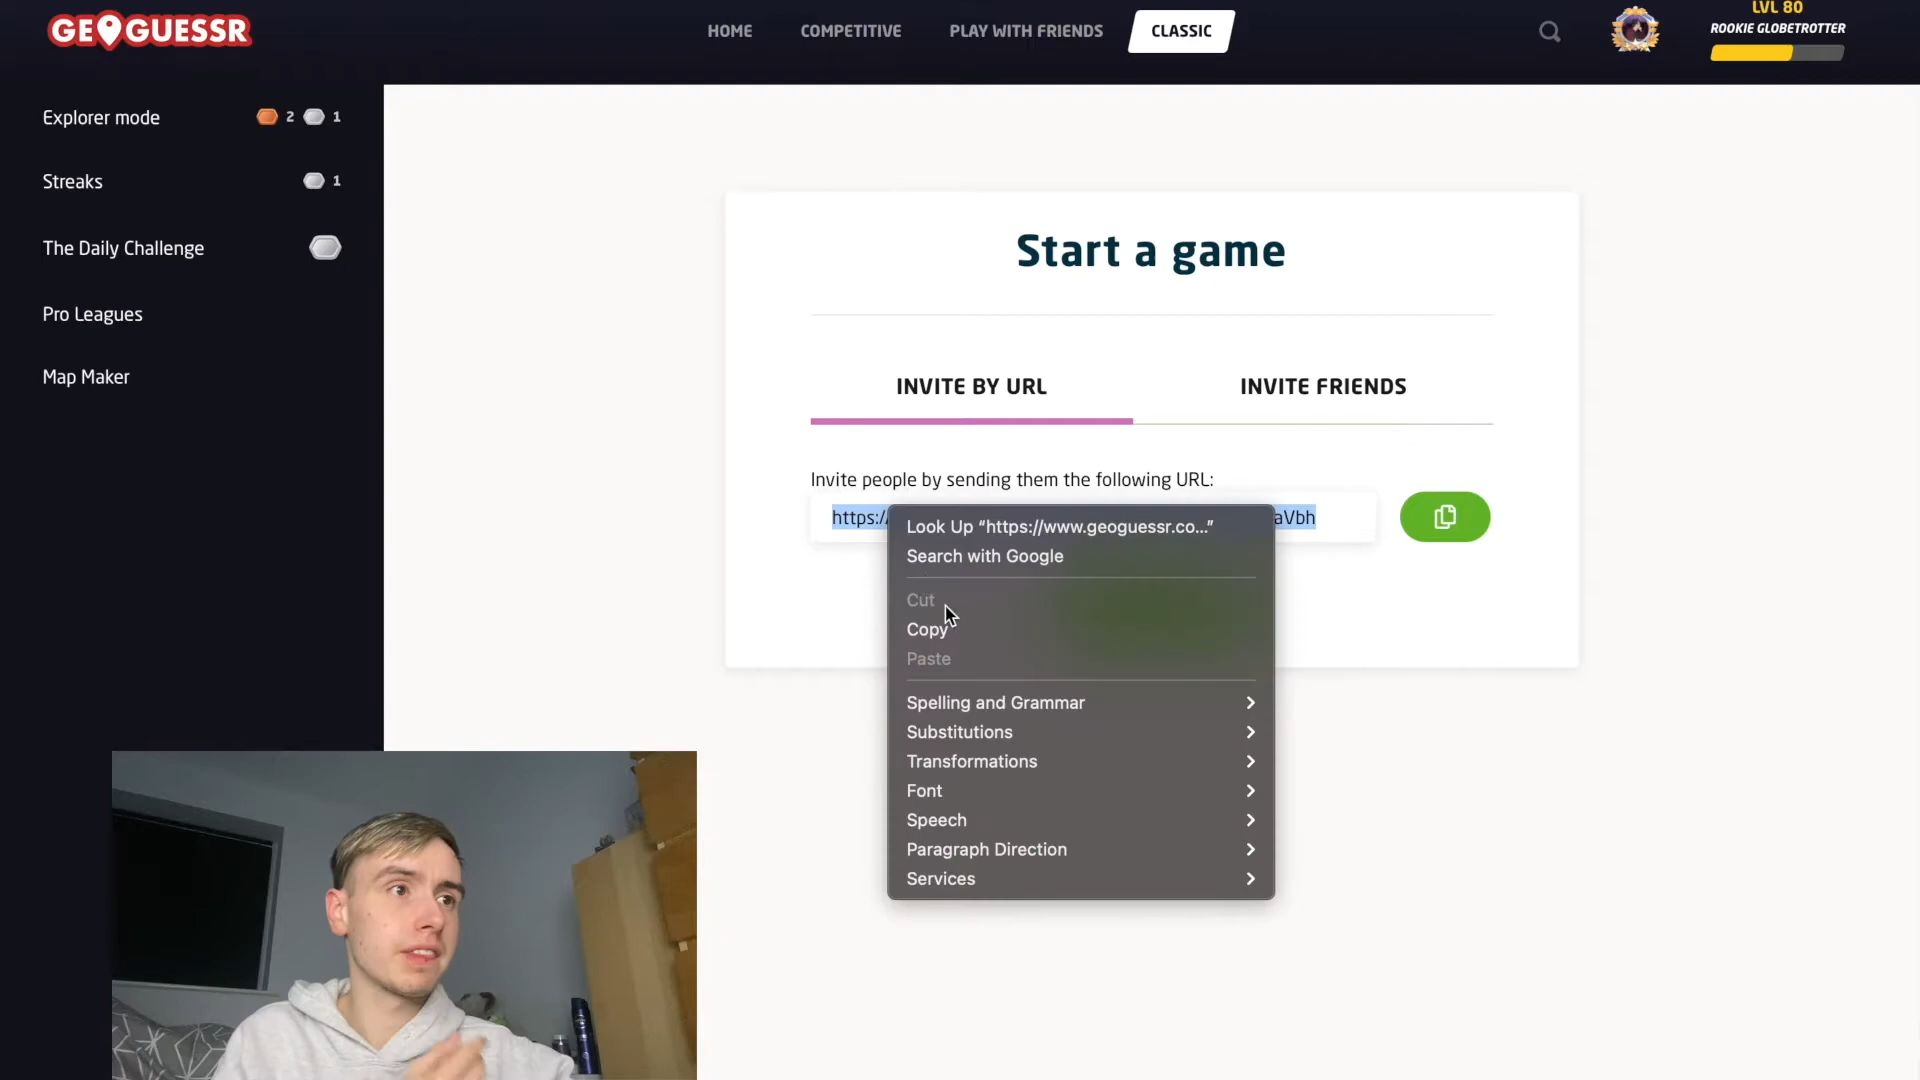 GEOGUESSR
HOME
COMPETITIVE
PLAY WITH FRIENDS
CLASSIC
LVL 80
ROOKIE GLOBETROTTER
Explorer mode 2 1
Streaks 1
The Daily Challenge
Pro Leagues
Map Maker
Start a game
INVITE BY URL
INVITE FRIENDS
Invite people by sending them the following URL:
https:/ aVbh
Look Up “https://www.geoguessr.co...”
Search with Google
Cut
Copy
Paste
Spelling and Grammar
Substitutions
Transformations
Font
Speech
Paragraph Direction
Services